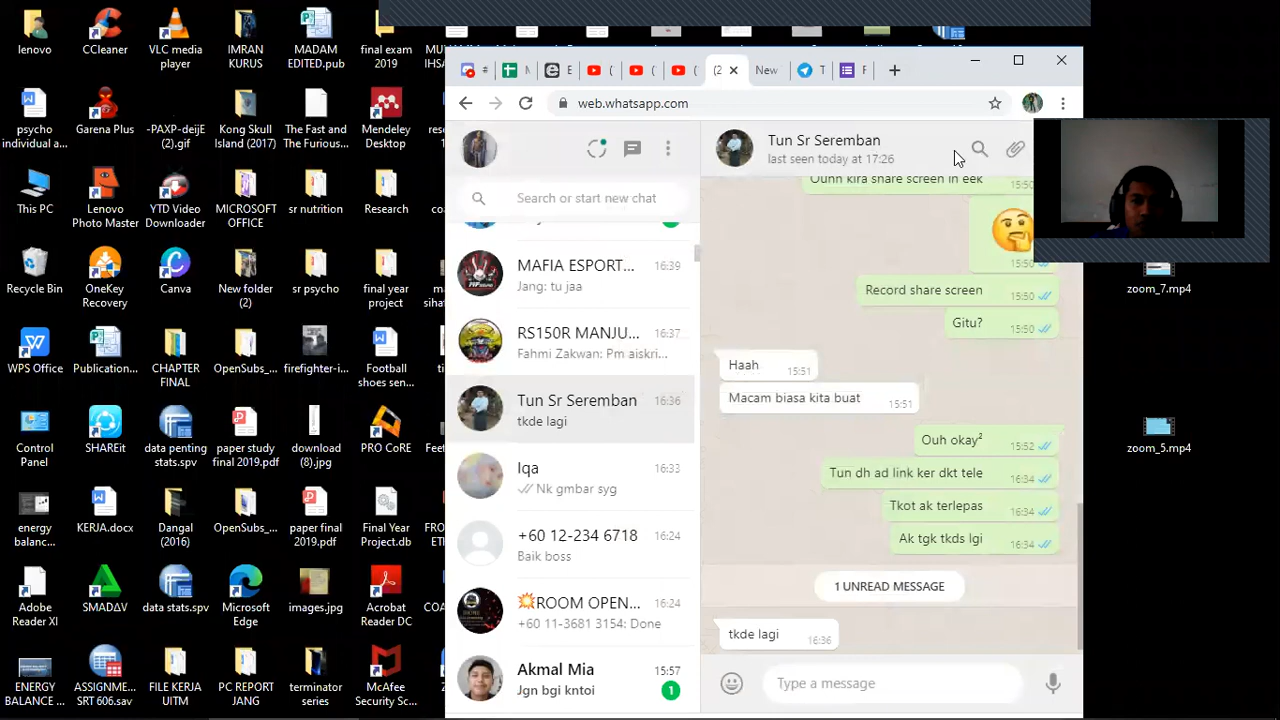 lenovo
CCleaner
VLC media
player
IMRAN
KURUS
MADAM
EDITED.pub
final exam
2019
psycho
individual a...
Garena Plus
-PAXP-deijE
(2).gif
Kong Skull
Island (2017)
The Fast and
The Furious...
Mendeley
Desktop
This PC
Lenovo
Photo Master
YTD Video
Downloader
MICROSOFT
OFFICE
sr nutrition
Research
Recycle Bin
OneKey
Recovery
Canva
New folder
(2)
sr psycho
final year
project
WPS Office
Publication...
CHAPTER
FINAL
OpenSubs_...
firefighter-i...
Football
shoes sen...
Control
Panel
SHAREit
data penting
stats.spv
paper study
final 2019.pdf
download
(8).jpg
PRO CoRE
energy
balanc...
KERJA.docx
Dangal
(2016)
OpenSubs_...
paper final
2019.pdf
Final Year
Project.db
Adobe
Reader XI
SMADΔV
data stats.spv
Microsoft
Edge
images.jpg
Acrobat
Reader DC
ENERGY
BALANCE ...
ASSIGNME...
SRT 606.sav
FILE KERJA
UITM
PC REPORT
JANG
terminator
series
McAfee
Security Sc...
New
web.whatsapp.com
Search or start new chat
MAFIA ESPORT... 16:39
Jang: tu jaa
RS150R MANJU... 16:37
Fahmi Zakwan: Pm aiskri...
Tun Sr Seremban 16:36
tkde lagi
Iqa 16:33
Nk gmbar syg
+60 12-234 6718 16:24
Baik boss
💥ROOM OPEN... 16:24
+60 11-3681 3154: Done
Akmal Mia 15:57
Jgn bgi kntoi 1
Tun Sr Seremban
last seen today at 17:26
Ounn kira share screen in eek 15:50
🤔
15:50
Record share screen 15:50
Gitu? 15:50
Haah 15:51
Macam biasa kita buat 15:51
Ouh okay² 15:52
Tun dh ad link ker dkt tele 16:34
Tkot ak terlepas 16:34
Ak tgk tkds lgi 16:34
1 UNREAD MESSAGE
tkde lagi 16:36
Type a message
zoom_7.mp4
zoom_5.mp4